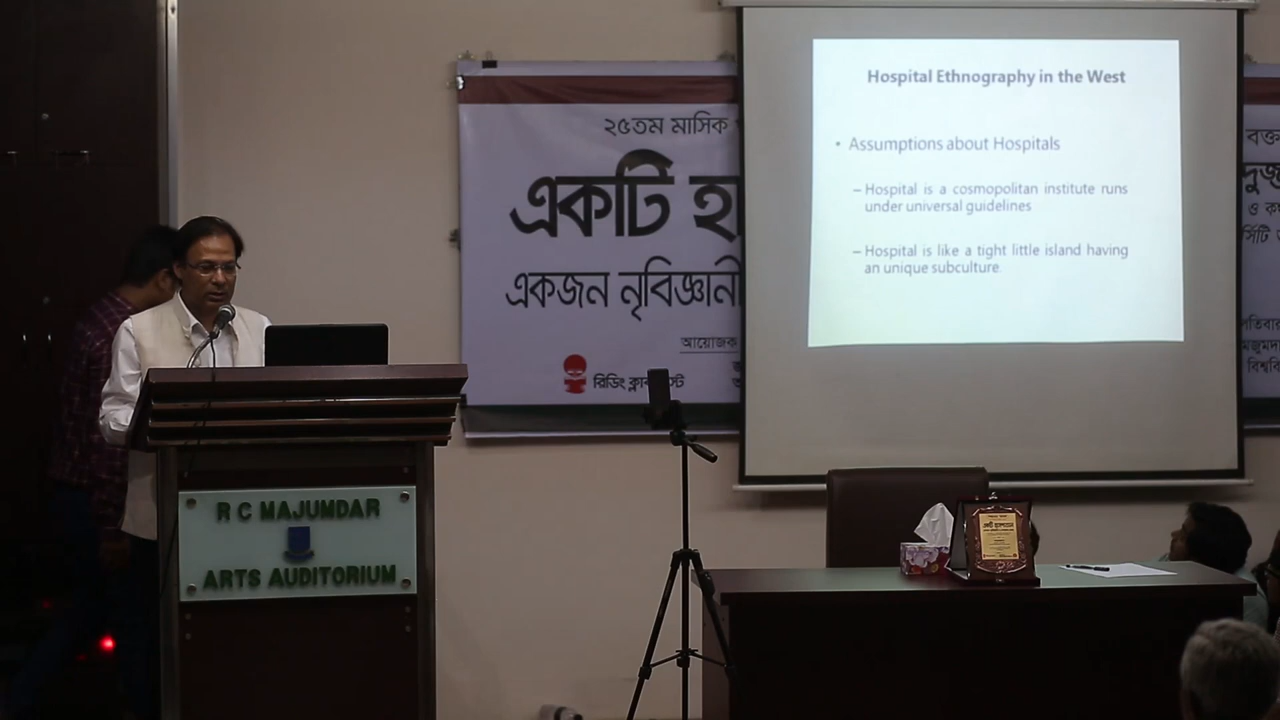 ২৫তম মাসিক
একটি হা
একজন নৃবিজ্ঞানী
আয়োজক
রিডিং ক্লাব
Hospital Ethnography in the West
• Assumptions about Hospitals
– Hospital is a cosmopolitan institute runs
under universal guidelines
– Hospital is like a tight little island having
an unique subculture
বক্ত
ও ক
R C MAJUMDAR
ARTS AUDITORIUM